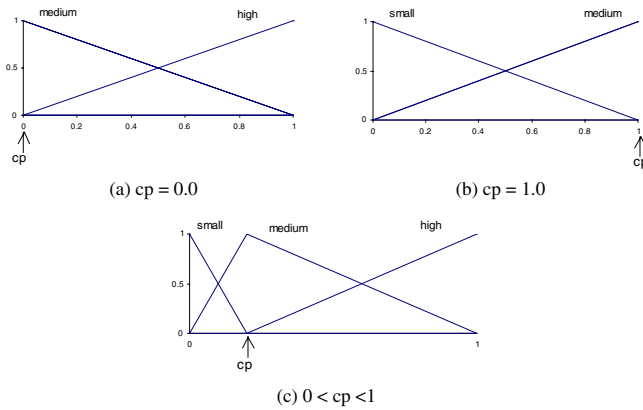 medium high
1
0.5
0
0 0.2 0.4 0.6 0.8 1
cp
(a) cp = 0.0
small medium
1
0.5
0
0 0.2 0.4 0.6 0.8 1
cp
(b) cp = 1.0
small medium high
1
0.5
0
0 1
cp
(c) 0 < cp <1